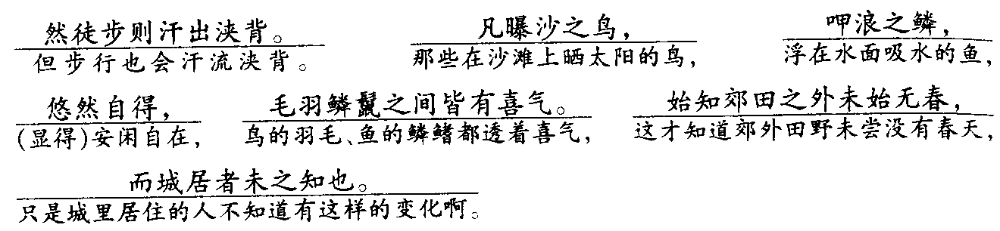 然徒步则汗出浃背。 凡曝沙之鸟， 呷浪之鳞，
但步行也会汗流浃背。 那些在沙滩上晒太阳的鸟， 浮在水面吸水的鱼，
悠然自得， 毛羽鳞鬣之间皆有喜气。 始知郊田之外未始无春，
(显得)安闲自在， 鸟的羽毛、鱼的鳞鳍都透着喜气， 这才知道郊外田野未尝没有春天，
而城居者未之知也。
只是城里居住的人不知道有这样的变化啊。